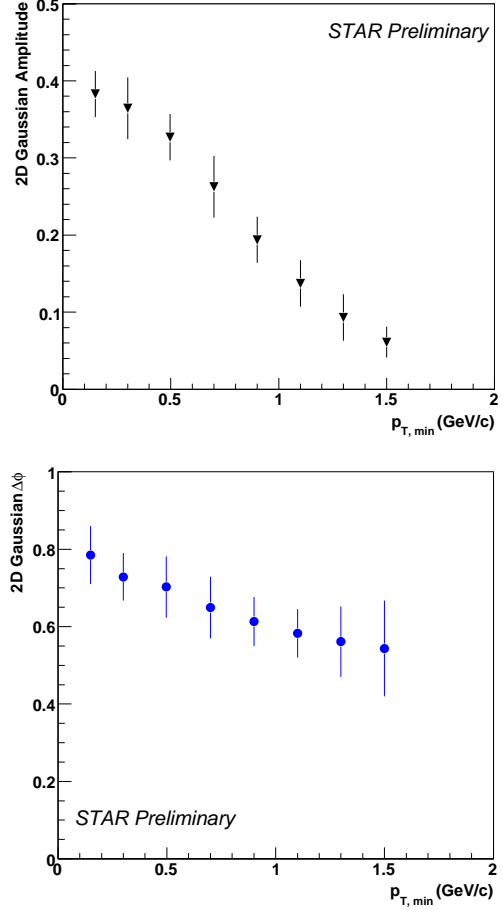 STAR Preliminary
2D Gaussian Amplitude
0.5
0.4
0.3
0.2
0.1
0
0 0.5 1 1.5 2
p_T, min (GeV/c)
2D Gaussian Δϕ
1
0.8
0.6
0.4
0.2
0
STAR Preliminary
0 0.5 1 1.5 2
p_T, min (GeV/c)